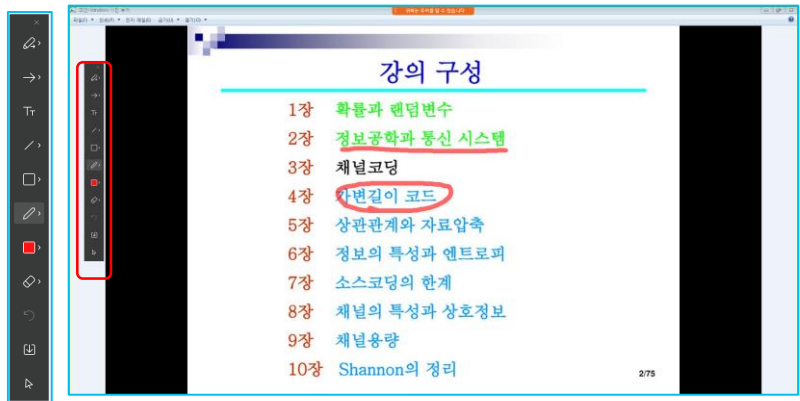 강의 구성
1장 확률과 랜덤변수
2장 정보공학과 통신 시스템
3장 채널코딩
4장 가변길이 코드
5장 상관관계와 자료압축
6장 정보의 특성과 엔트로피
7장 소스코딩의 한계
8장 채널의 특성과 상호정보
9장 채널용량
10장 Shannon의 정리
2/75